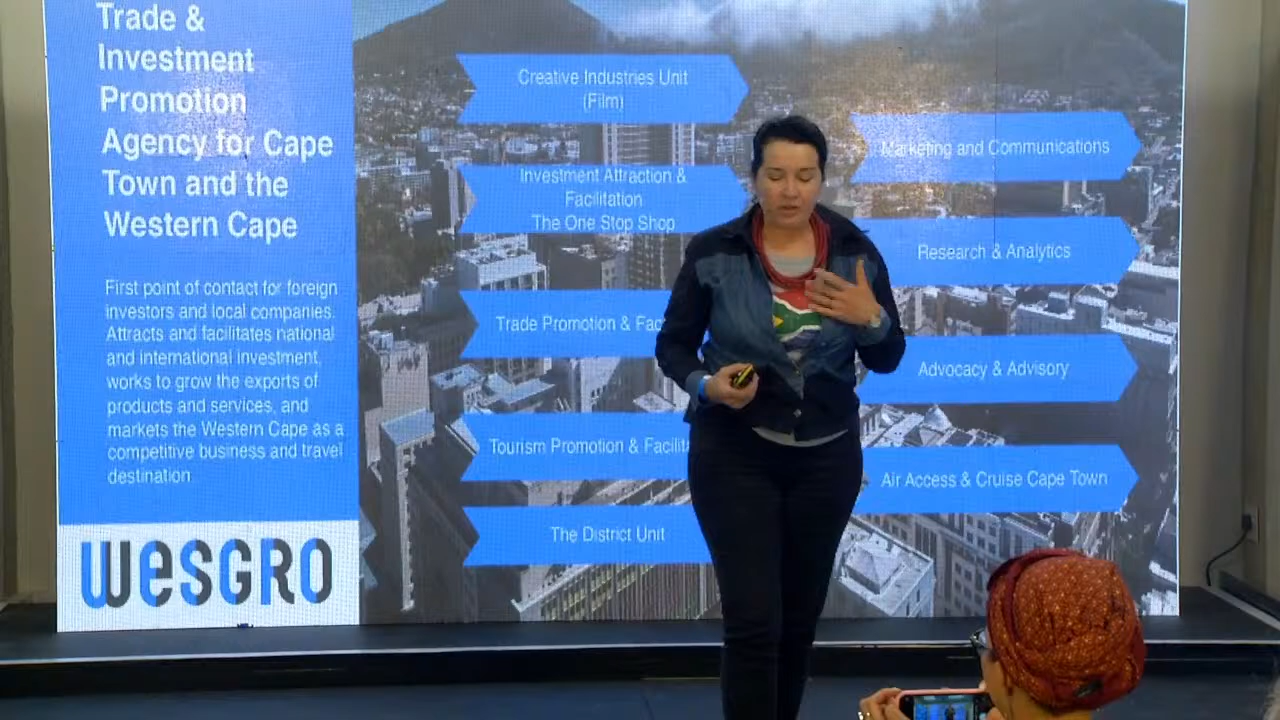 Trade &
Investment
Promotion
Agency for Cape
Town and the
Western Cape
First point of contact for foreign
investors and local companies.
Attracts and facilitates national
and international investment,
works to grow the exports of
products and services, and
markets the Western Cape as a
competitive business and travel
destination
WESGRO
Creative Industries Unit
(Film)
Investment Attraction &
Facilitation
The One Stop Shop
Trade Promotion &
Tourism Promotion &
The District Unit
Marketing and Communications
Research & Analytics
Advocacy & Advisory
Air Access & Cruise Cape Town